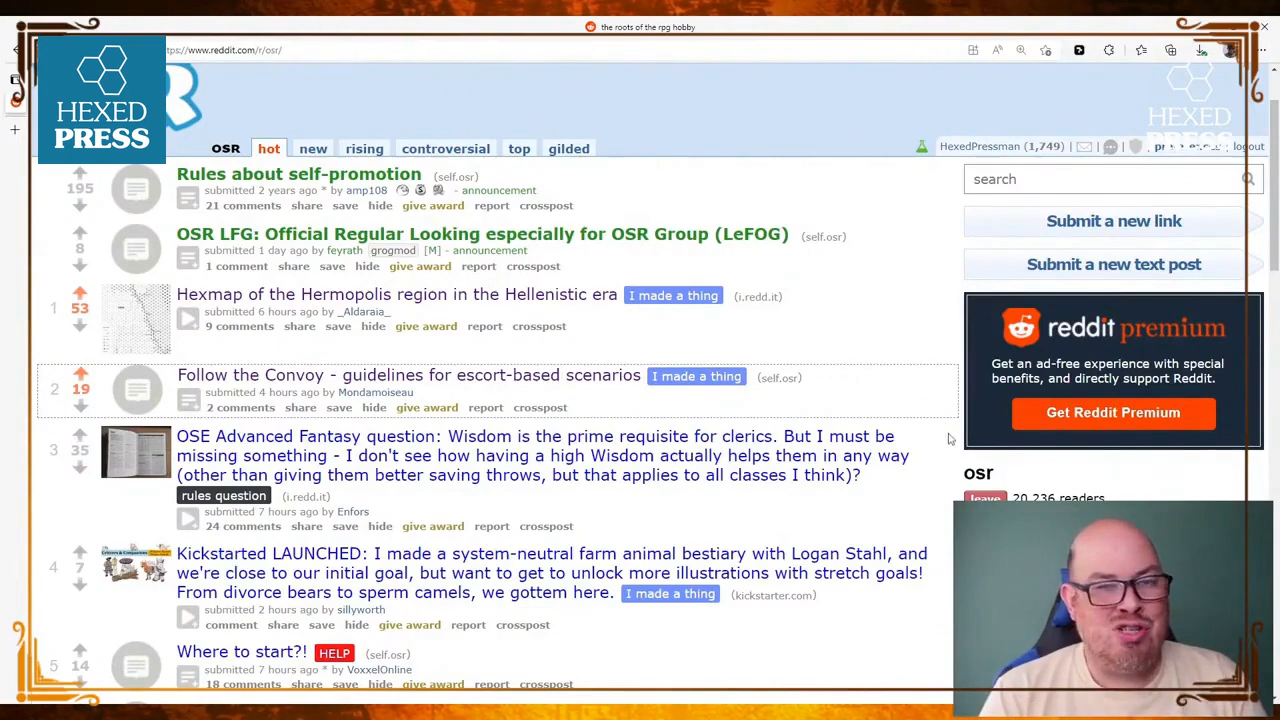 the roots of the rpg hobby
https://www.reddit.com/r/osr/
HEXED
PRESS
HEXED
PRESS
R
OSR hot new rising controversial top gilded
HexedPressman (1,749) logout
195
Rules about self-promotion (self.osr)
submitted 2 years ago * by amp108 - announcement
21 comments share save hide give award report crosspost
8
OSR LFG: Official Regular Looking especially for OSR Group (LeFOG) (self.osr)
submitted 1 day ago by feyrath grogmod [M] - announcement
1 comment share save hide give award report crosspost
1
53
Hexmap of the Hermopolis region in the Hellenistic era I made a thing (i.redd.it)
submitted 6 hours ago by _Aldaraia_
9 comments share save hide give award report crosspost
2
19
Follow the Convoy - guidelines for escort-based scenarios I made a thing (self.osr)
submitted 4 hours ago by Mondamoiseau
2 comments share save hide give award report crosspost
3
35
OSE Advanced Fantasy question: Wisdom is the prime requisite for clerics. But I must be
missing something - I don't see how having a high Wisdom actually helps them in any way
(other than giving them better saving throws, but that applies to all classes I think)?
rules question (i.redd.it)
submitted 7 hours ago by Enfors
24 comments share save hide give award report crosspost
4
7
Kickstarted LAUNCHED: I made a system-neutral farm animal bestiary with Logan Stahl, and
we're close to our initial goal, but want to get to unlock more illustrations with stretch goals!
From divorce bears to sperm camels, we gottem here. I made a thing (kickstarter.com)
submitted 2 hours ago by sillyworth
comment share save hide give award report crosspost
5
14
Where to start?! HELP (self.osr)
submitted 7 hours ago * by VoxxelOnline
18 comments share save hide give award report crosspost
search
Submit a new link
Submit a new text post
reddit premium
Get an ad-free experience with special
benefits, and directly support Reddit.
Get Reddit Premium
osr
leave 20,236 readers